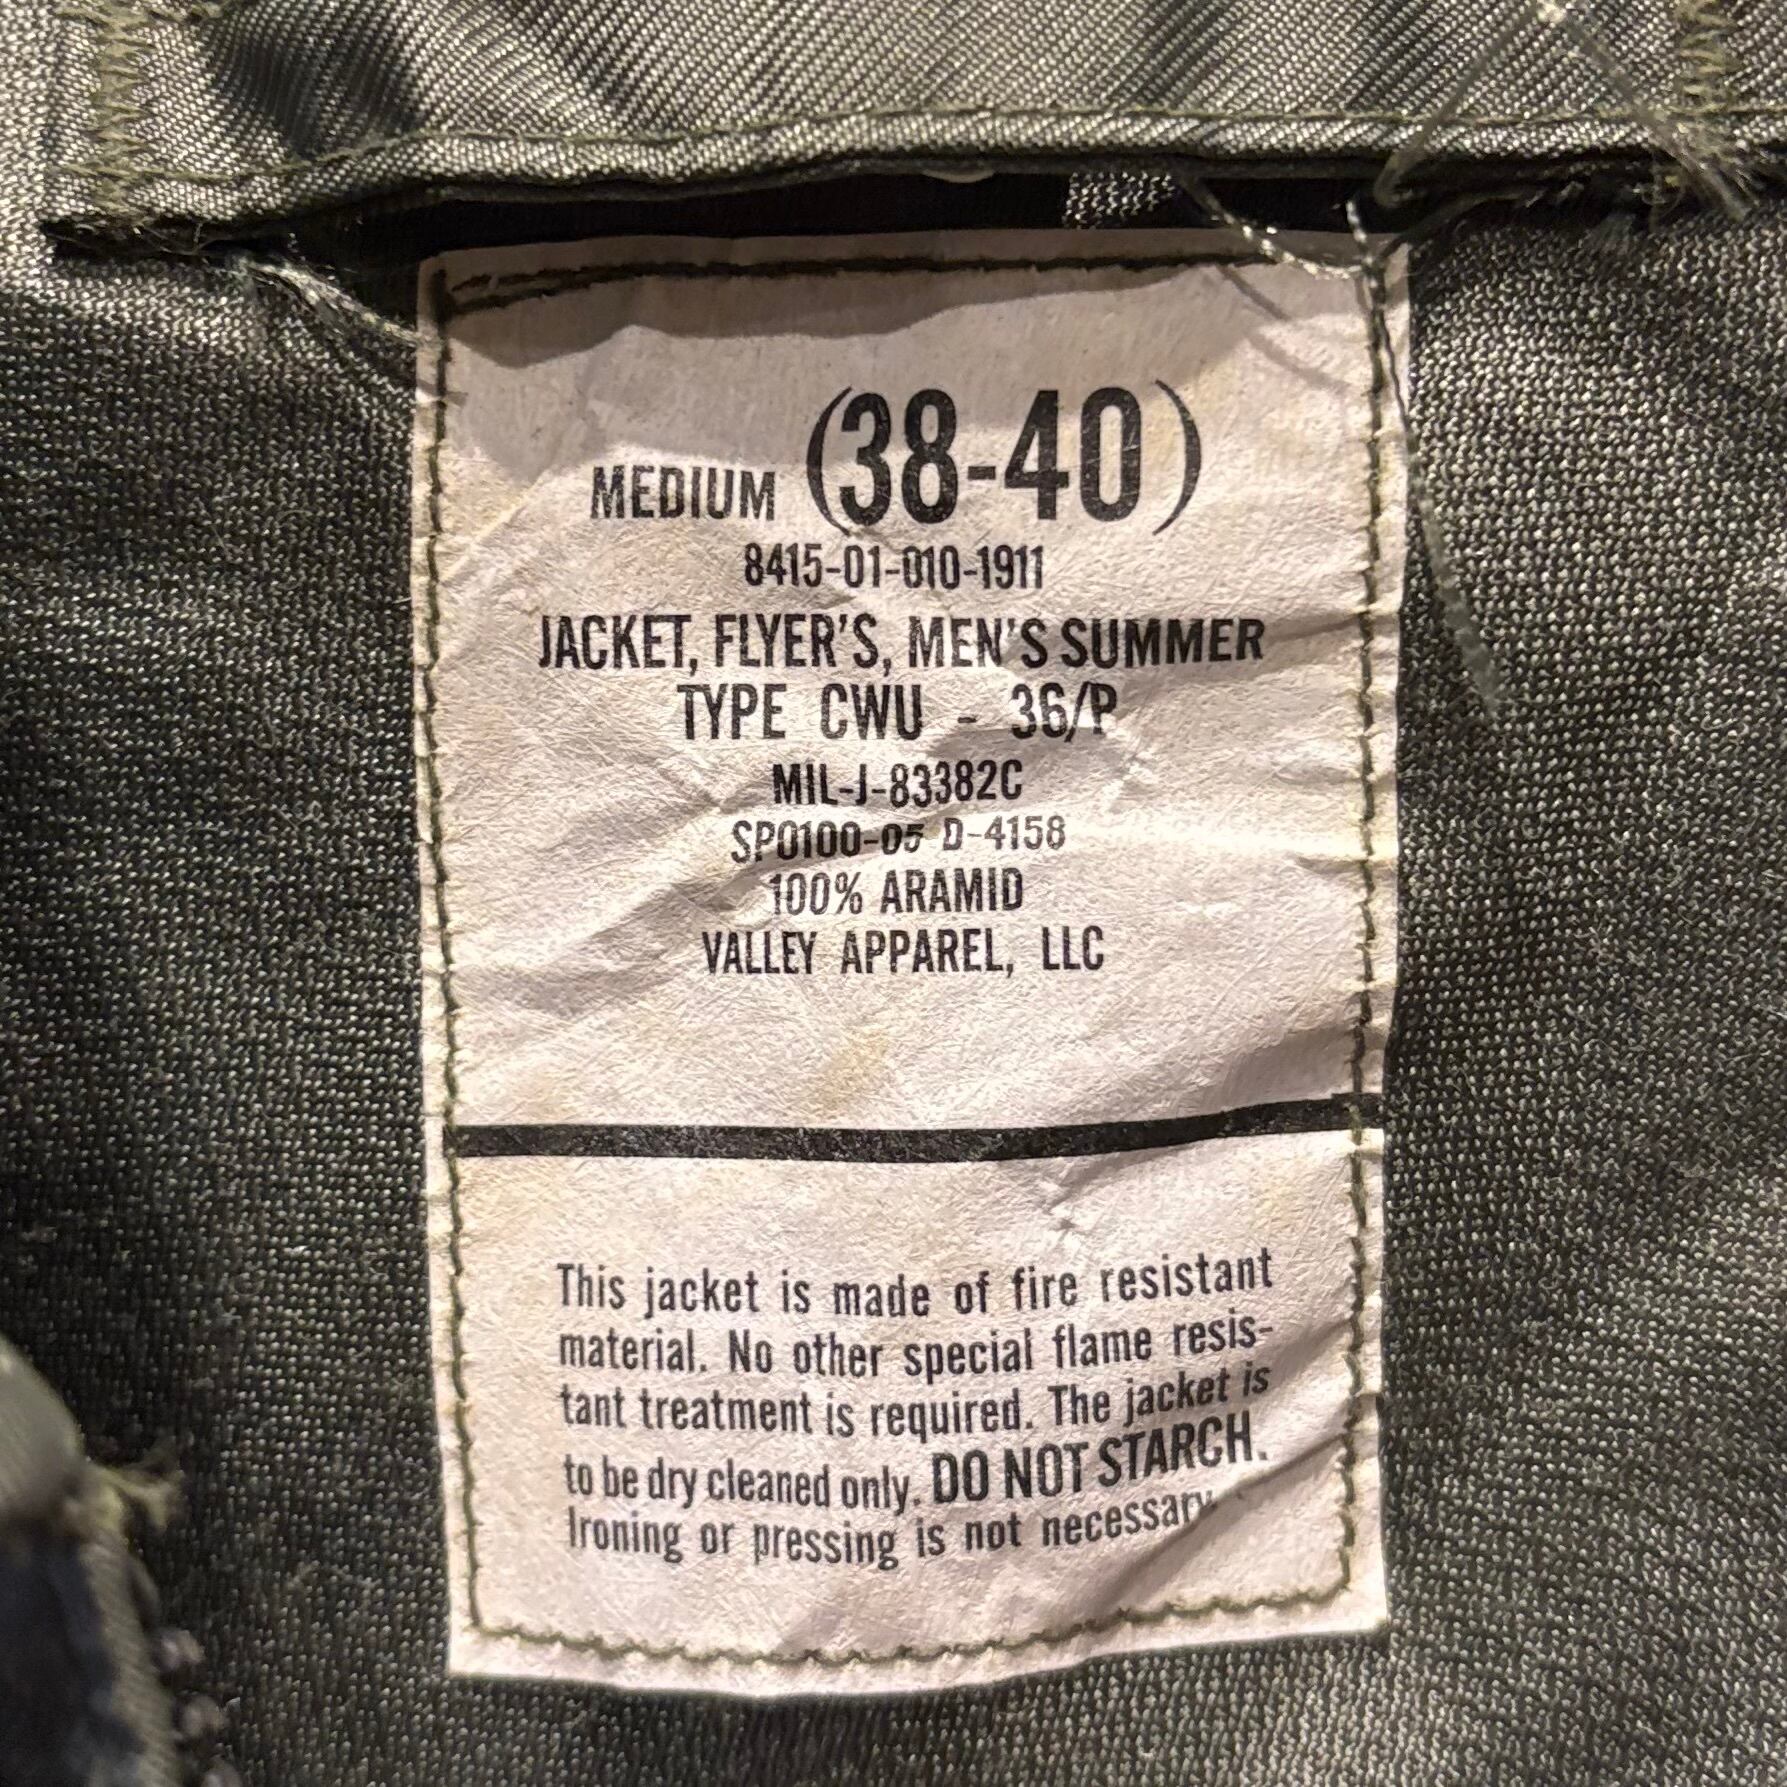 MEDIUM (38-40)
8415-01-010-1911
JACKET, FLYER'S, MEN'S SUMMER
TYPE CWU - 36/P
MIL-J-83382C
SPO100-05 D-4158
100% ARAMID
VALLEY APPAREL, LLC
This jacket is made of fire resistant
material. No other special flame resis-
tant treatment is required. The jacket is
to be dry cleaned only. DO NOT STARCH.
Ironing or pressing is not necessary.